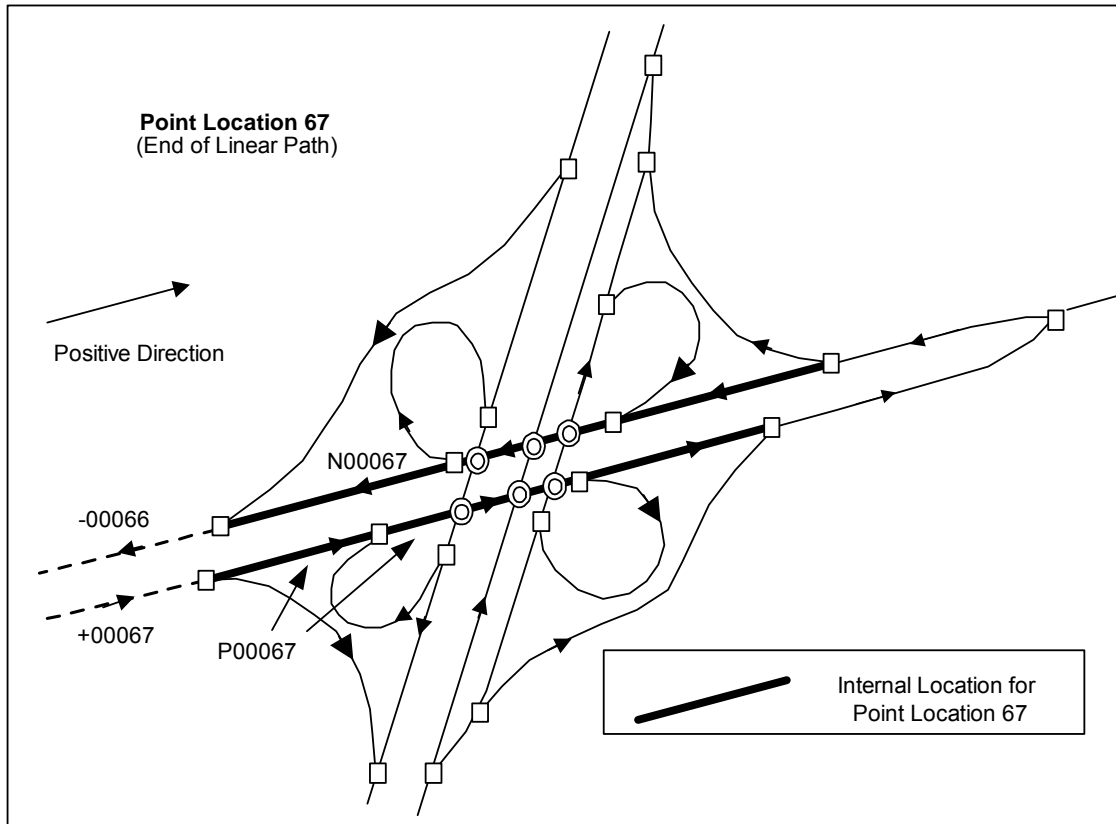 Point Location 67
(End of Linear Path)
Positive Direction
N00067
-00066
+00067
P00067
Internal Location for
Point Location 67